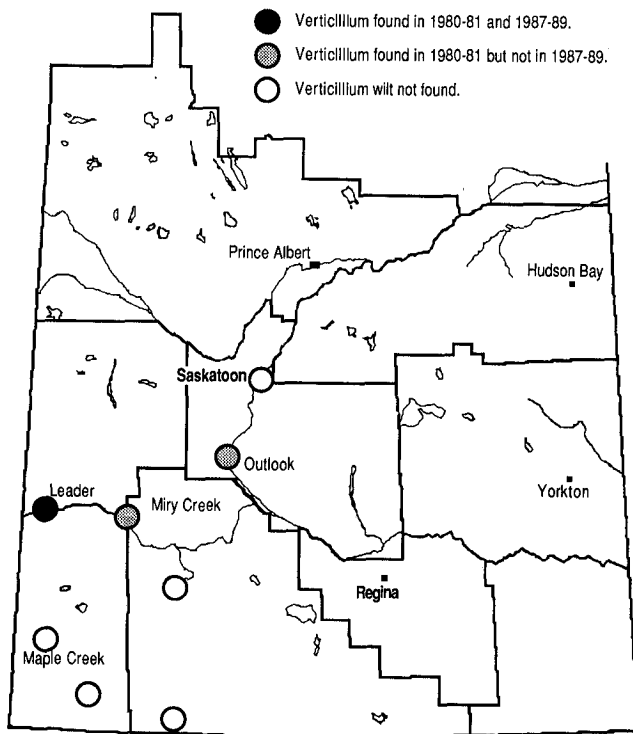 Verticillium found in 1980-81 and 1987-89.
Verticillium found in 1980-81 but not in 1987-89.
Verticillium wilt not found.
Prince Albert
Hudson Bay
Saskatoon
Outlook
Leader
Miry Creek
Yorkton
Regina
Maple Creek